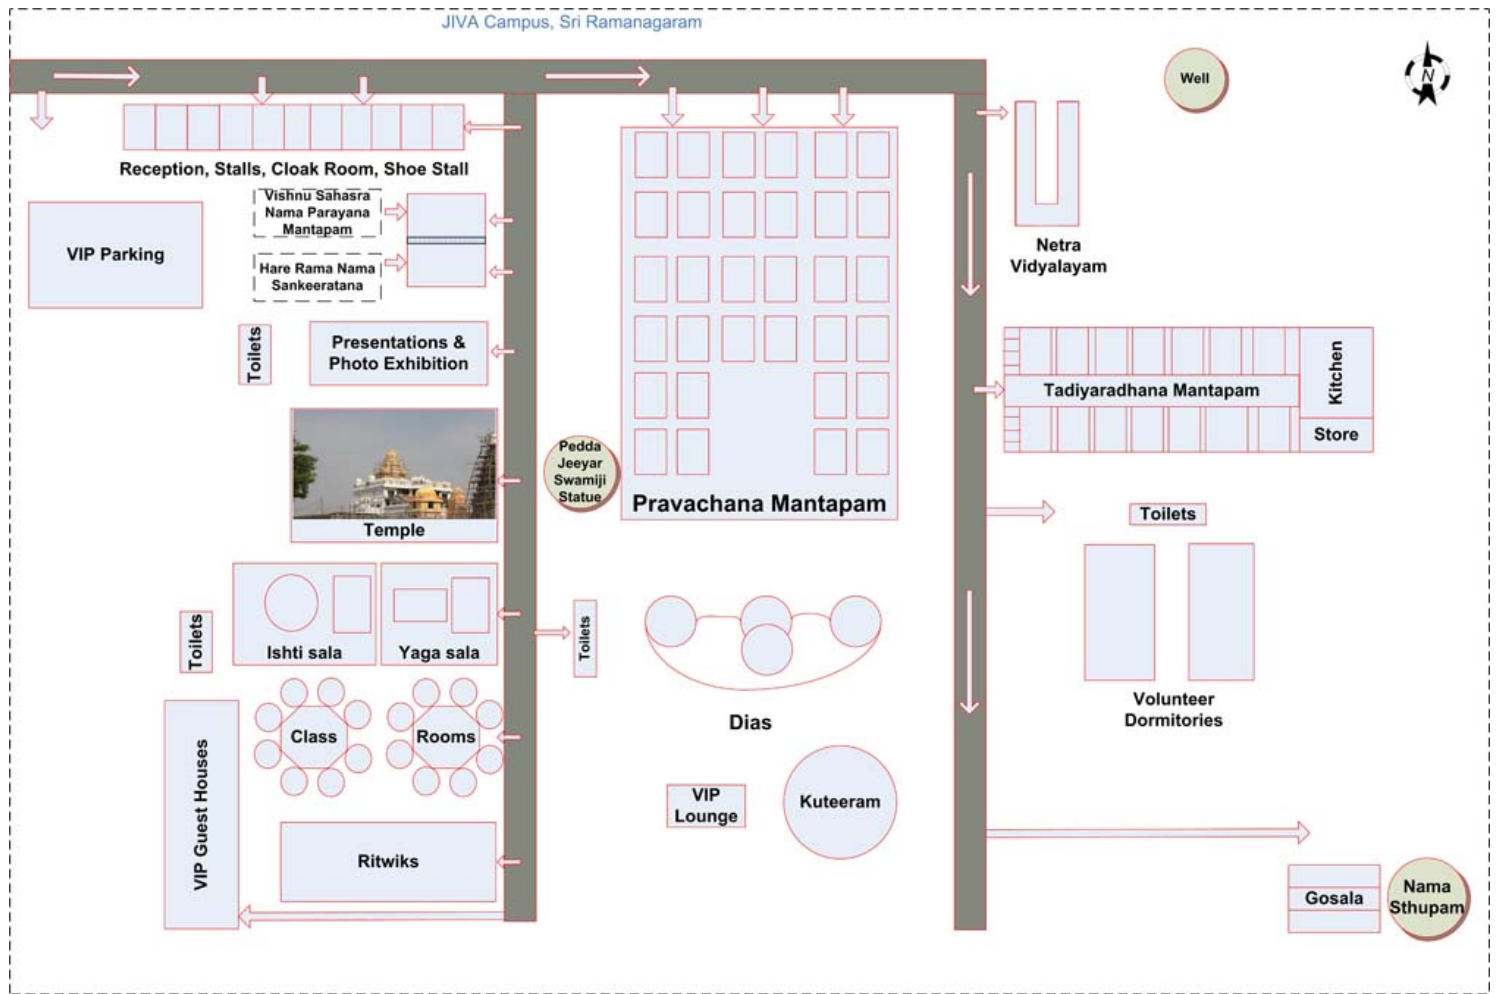 JIVA Campus, Sri Ramanagaram
Well
N
Reception, Stalls, Cloak Room, Shoe Stall
Vishnu Sahasra
Nama Parayana
Mantapam
VIP Parking
Hare Rama Nama
Sankeeratana
Netra
Vidyalayam
Toilets
Presentations &
Photo Exhibition
Tadiyaradhana Mantapam
Kitchen
Store
Pedda
Jeeyar
Swamiji
Statue
Pravachana Mantapam
Temple
Toilets
Toilets
Ishti sala
Yaga sala
Toilets
Volunteer
Dormitories
Class
Rooms
Dias
VIP Guest Houses
VIP
Lounge
Kuteeram
Ritwiks
Gosala
Nama
Sthupam